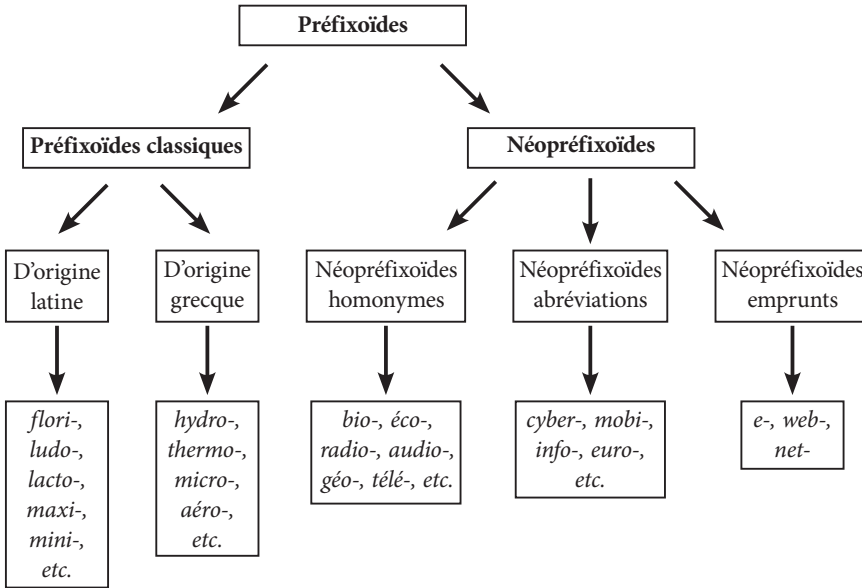 Préfixoïdes
Préfixoïdes classiques
Néopréfixoïdes
D'origine
latine
D'origine
grecque
Néopréfixoïdes
homonymes
Néopréfixoïdes
abréviations
Néopréfixoïdes
emprunts
flori-,
ludo-,
lacto-,
maxi-,
mini-,
etc.
hydro-,
thermo-,
micro-,
aéro-,
etc.
bio-, éco-,
radio-, audio-,
géo-, télé-, etc.
cyber-, mobi-,
info-, euro-,
etc.
e-, web-,
net-